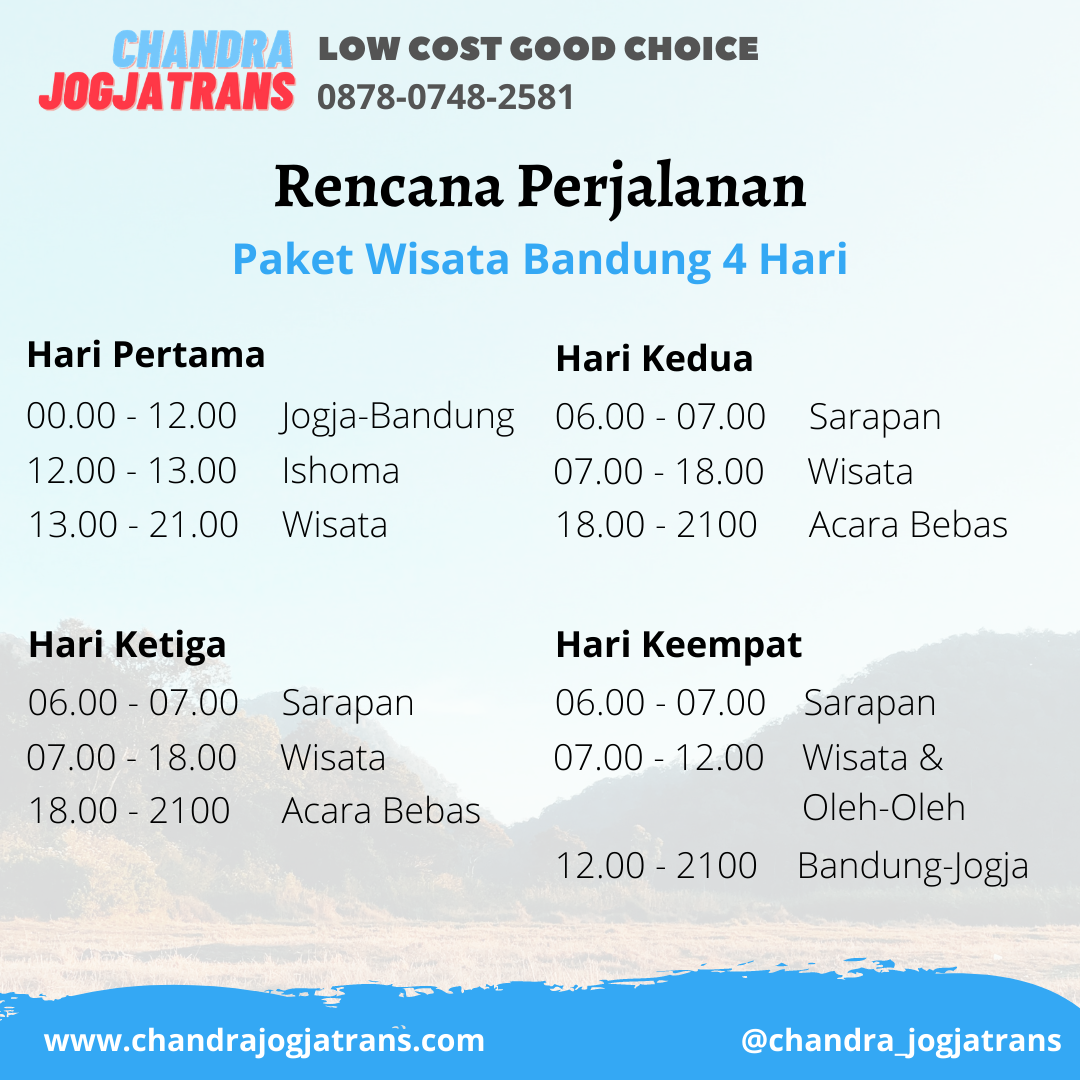 CHANDRA
JOGJATRANS
LOW COST GOOD CHOICE
0878-0748-2581
Rencana Perjalanan
Paket Wisata Bandung 4 Hari
Hari Pertama
00.00 - 12.00 Jogja-Bandung
12.00 - 13.00 Ishoma
13.00 - 21.00 Wisata
Hari Kedua
06.00 - 07.00 Sarapan
07.00 - 18.00 Wisata
18.00 - 2100 Acara Bebas
Hari Ketiga
06.00 - 07.00 Sarapan
07.00 - 18.00 Wisata
18.00 - 2100 Acara Bebas
Hari Keempat
06.00 - 07.00 Sarapan
07.00 - 12.00 Wisata &
Oleh-Oleh
12.00 - 2100 Bandung-Jogja
www.chandrajogjatrans.com
@chandra_jogjatrans